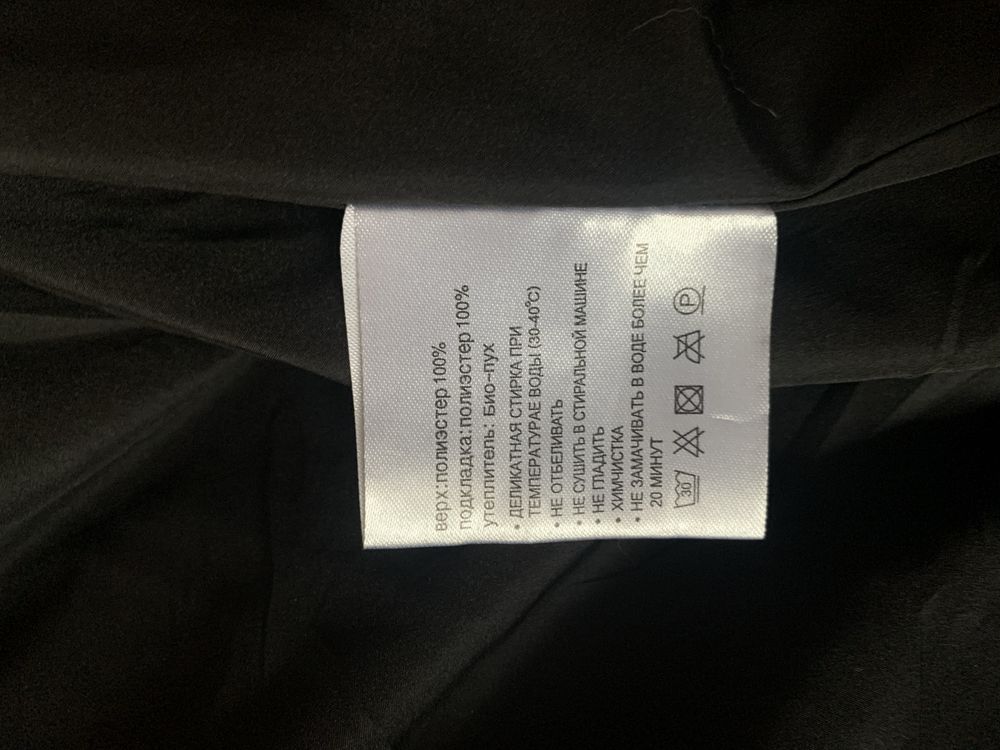 верх:полиэстер 100%
подкладка:полиэстер 100%
утеплитель: Био-пух
• ДЕЛИКАТНАЯ СТИРКА ПРИ
ТЕМПЕРАТУРАЕ ВОДЫ (30-40°C)
• НЕ ОТБЕЛИВАТЬ
• НЕ СУШИТЬ В СТИРАЛЬНОЙ МАШИНЕ
• НЕ ГЛАДИТЬ
• ХИМЧИСТКА
• НЕ ЗАМАЧИВАТЬ В ВОДЕ БОЛЕЕ ЧЕМ
20 МИНУТ
30 P